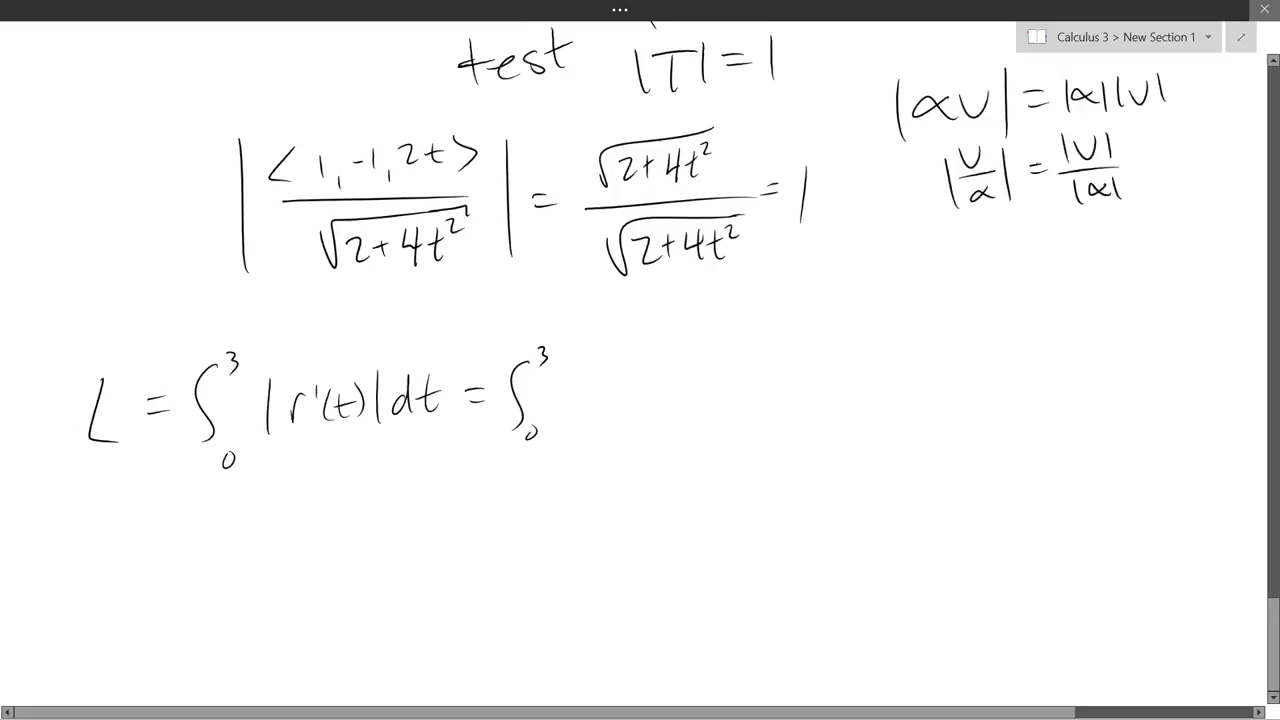 ...
Calculus 3 > New Section 1
test |T| = 1
|αv| = |α||v|
|v/α| = |v|/|α|
|<1, -1, 2t>/√(2+4t²)| = √(2+4t²)/√(2+4t²) = 1
L = ∫₀³ |r'(t)|dt = ∫₀³